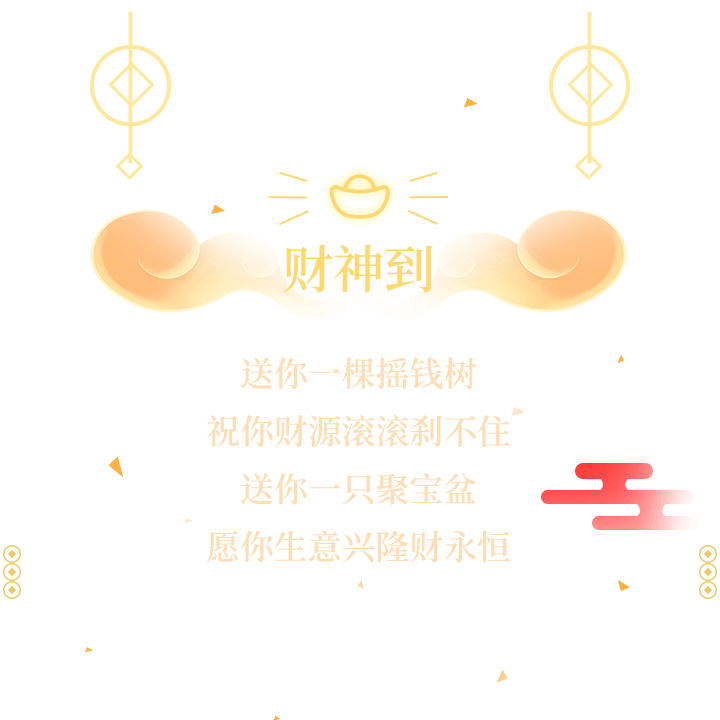 财神到
送你一棵摇钱树
祝你财源滚滚刹不住
送你一只聚宝盆
愿你生意兴隆财永恒